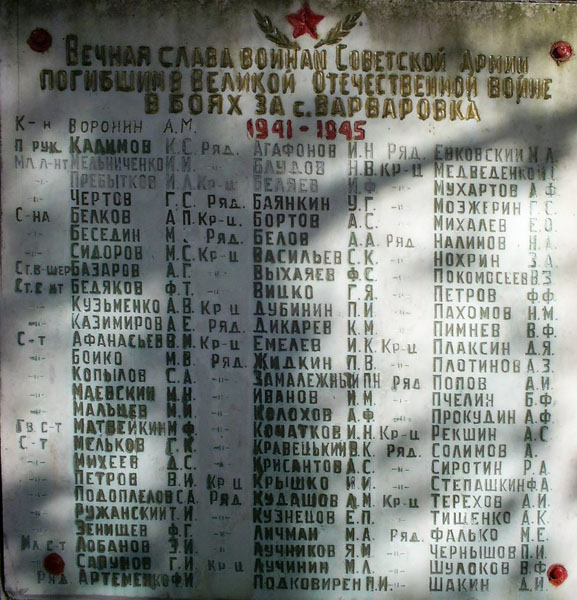 Вечная слава воинам Советской Армии
погибшим в Великой Отечественной войне
в боях за с. Варваровка
1941-1945
К-н Воронин А.М.
П рук. Кадимов К.С. Ряд. Агафонов И.Н Ряд. Евковский М.Л.
Мл л-нт Мельниченко И.И. -"- Блудов Н.В. Кр-ц Медведенко
-"- Пребытков И.Л. Кр-ц Беляев И.Ф -"- Мухартов А.Ф.
-"- Чертов Г.С. Ряд. Баянкин У.Г. -"- Мозжерин Г.С.
С-на Белков А.П. Кр-ц Бортов А.С. -"- Михалев Е.О.
-"- Беседин М. Ряд. Белов А.А. Ряд. Налимов Н.А.
-"- Сидоров М.С. Кр-ц Васильев С.К. -"- Нохрин З.А.
Ст.в-шер Базаров А.Г. -"- Выхаяев Ф.С. -"- Покомосьев В.З
Бедяков Ф.Т. -"- Вицко Г.Я -"- Петров Ф.Ф.
-"- Кузьменко А.В. Кр-ц Дубинин П.И -"- Пахомов Н.М.
-"- Казимиров А.Е. Ряд. Дикарев К.М. -"- Пимнев В.Ф.
С-т Афанасьев В.И. Кр-ц Емелев И.К Кр-ц Плаксин Д.Я.
-"- Бойко М.В. Ряд. Жидкин П.В. -"- Плотинов А.З.
-"- Копылов С.А. -"- Замалежный П.Н Ряд Попов А.И.
-"- Маевский И.Н. -"- Иванов И.М. -"- Пчелин Б.Ф.
-"- Мальцев М.И. -"- Колохов А.Ф. -"- Прокудин А.Ф.
Гв.с-т Матвейкин И.Ф. -"- Кочатков И.Н. Кр-ц Рекшин А.С.
С-т Мельков Г.К. -"- Кравецький В.К. Ряд. Солимов А.
-"- Михеев Д.С. -"- Крисантов А.С. -"- Сиротин Р.А.
-"- Петров В.И. Кр-ц Крышко И.И. -"- Степашкин Ф.А.
-"- Подоплелов С.А. Ряд Кудашов А.М. Кр-ц Терехов А.И.
-"- Ружанский Т.И. -"- Кузнецов Е.П. -"- Тищенко А.К.
-"- Зенищев Ф.Г. -"- Личман М.А. Ряд. Фалько М.Е.
Мл.с-т Лобанов Э.И. -"- Лучников Я.М. -"- Чернышов П.И.
-"- Сапунов Г.И. Кр-ц Лучинин М.Л. -"- Шулоков В.Ф.
Ряд. Артеменко Ф.И. -"- Подковирен П.И. -"- Шакин Д.И.